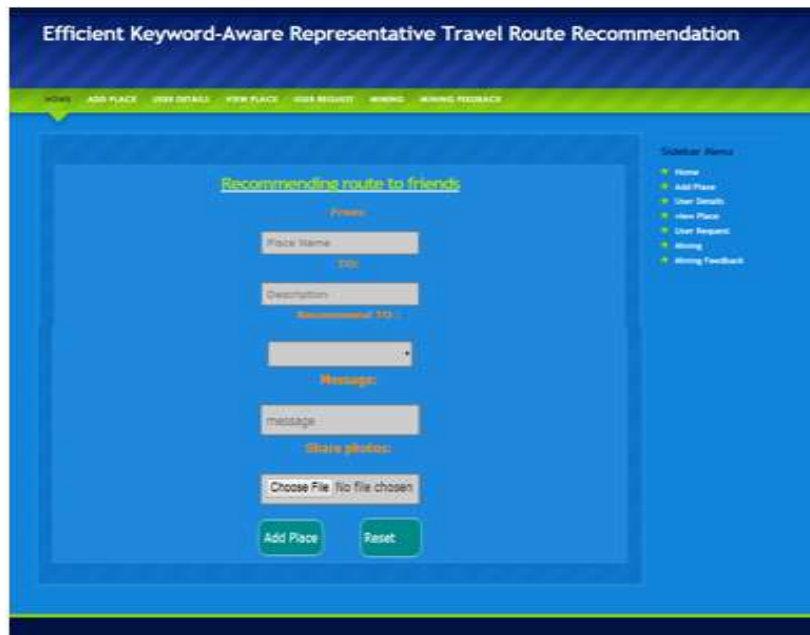 Efficient Keyword-Aware Representative Travel Route Recommendation
HOME ADD PLACE USER DETAILS VIEW PLACE USER REQUEST MINING MINING FEEDBACK
Recommending route to friends
From:
Place Name
TO:
Description
Recommend TO :
Message:
message
Share photos:
Choose File No file chosen
Add Place Reset
Sidebar Menu
Home
Add Place
User Details
View Place
User Request
Mining
Mining Feedback